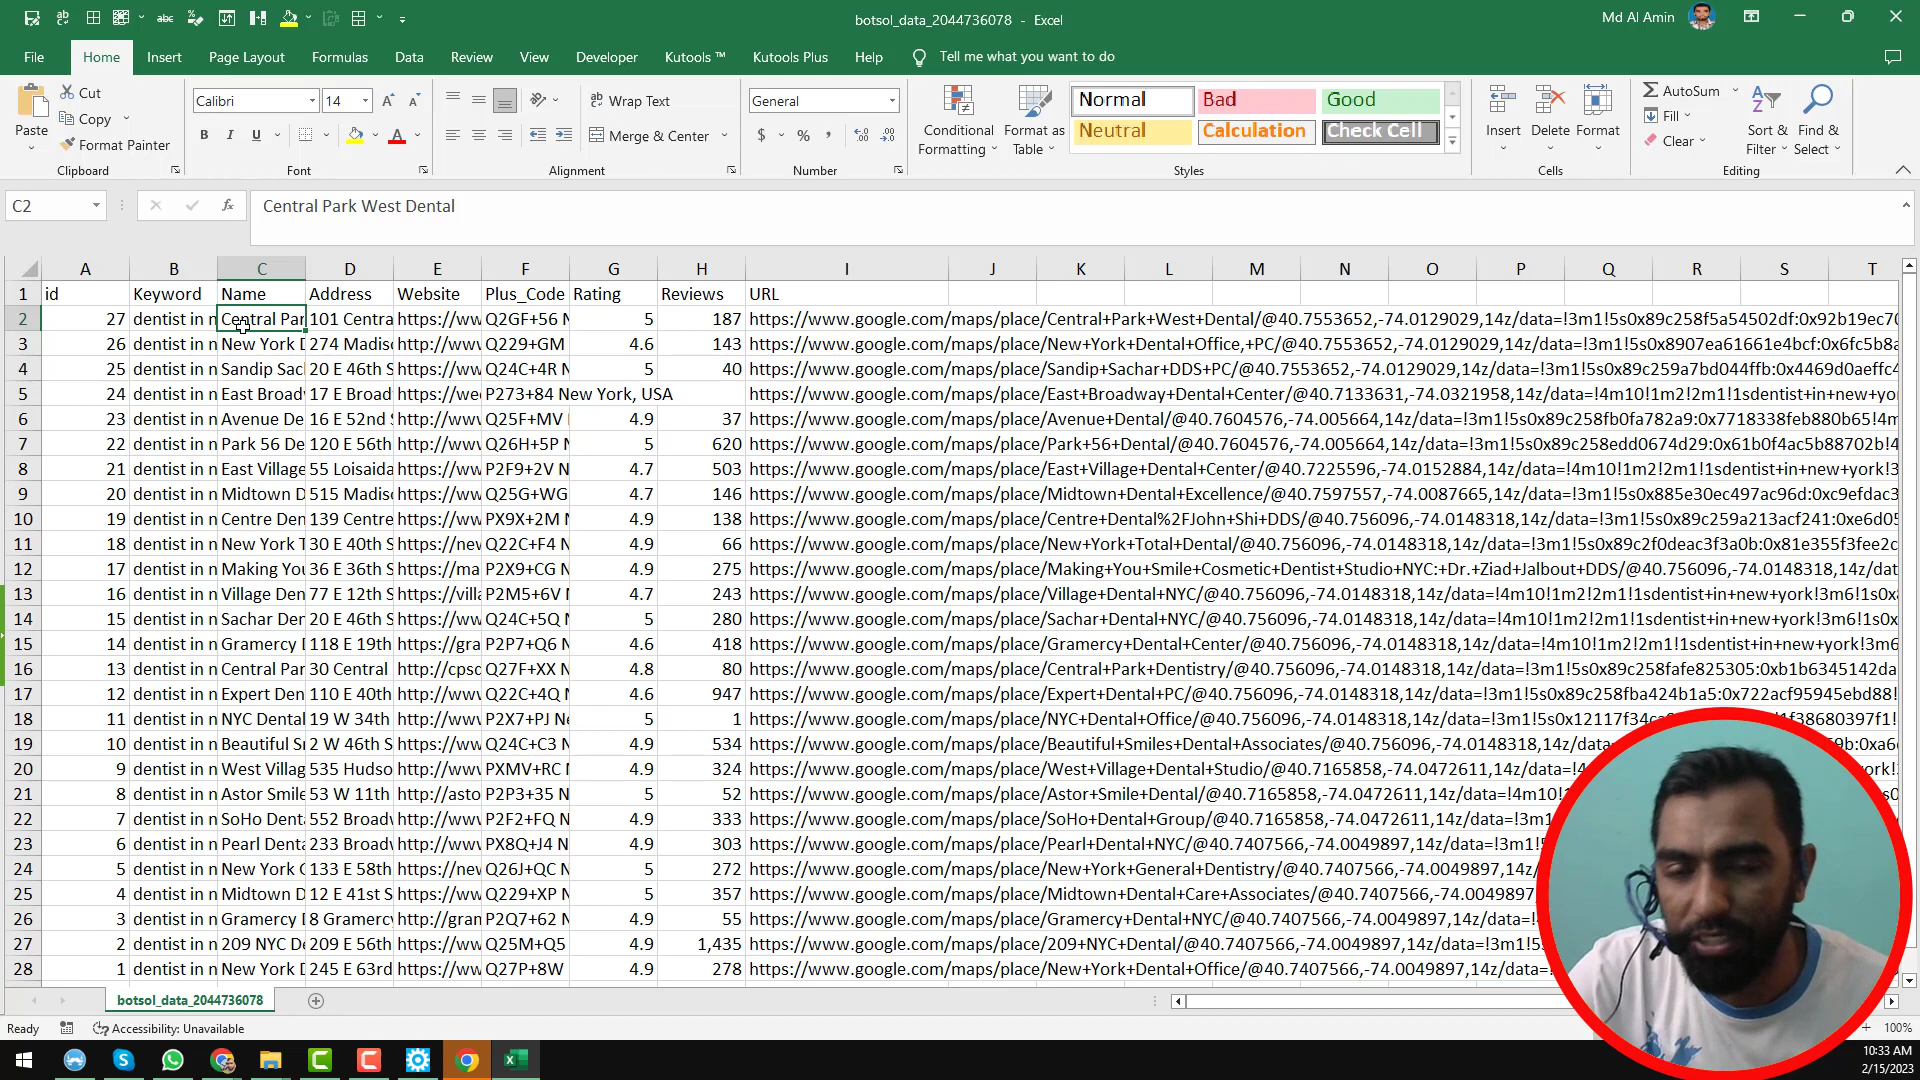 botsol_data_2044736078 - Excel
Md Al Amin
File Home Insert Page Layout Formulas Data Review View Developer Kutools ™ Kutools Plus Help Tell me what you want to do
Paste
Cut
Copy
Format Painter
Clipboard
Calibri 14
B I U
Font
Wrap Text
Merge & Center
Alignment
General
$ % ,
Number
Conditional Formatting
Format as Table
Normal Bad Good
Neutral Calculation Check Cell
Styles
Insert Delete Format
Cells
AutoSum
Fill
Clear
Sort & Filter
Find & Select
Editing
C2 fx Central Park West Dental
A B C D E F G H I J K L M N O P Q R S T
1 id Keyword Name Address Website Plus_Code Rating Reviews URL
2 27 dentist in n Central Par 101 Centra https://ww Q2GF+56 N 5 187 https://www.google.com/maps/place/Central+Park+West+Dental/@40.7553652,-74.0129029,14z/data=!3m1!5s0x89c258f5a54502df:0x92b19ec70
3 26 dentist in n New York D 274 Madiso http://www Q229+GM 4.6 143 https://www.google.com/maps/place/New+York+Dental+Office,+PC/@40.7553652,-74.0129029,14z/data=!3m1!5s0x8907ea61661e4bcf:0x6fc5b8a
4 25 dentist in n Sandip Sac 20 E 46th S https://ww Q24C+4R N 5 40 https://www.google.com/maps/place/Sandip+Sachar+DDS+PC/@40.7553652,-74.0129029,14z/data=!3m1!5s0x89c259a7bd044ffb:0x4469d0aeffc4
5 24 dentist in n East Broadv 17 E Broad https://we P273+84 New York, USA https://www.google.com/maps/place/East+Broadway+Dental+Center/@40.7133631,-74.0321958,14z/data=!4m10!1m2!2m1!1sdentist+in+new+yor
6 23 dentist in n Avenue De 16 E 52nd S https://ww Q25F+MV 4.9 37 https://www.google.com/maps/place/Avenue+Dental/@40.7604576,-74.005664,14z/data=!3m1!5s0x89c258fb0fa782a9:0x7718338feb880b65!4m
7 22 dentist in n Park 56 De 120 E 56th https://ww Q26H+5P N 5 620 https://www.google.com/maps/place/Park+56+Dental/@40.7604576,-74.005664,14z/data=!3m1!5s0x89c258edd0674d29:0x61b0f4ac5b88702b!4
8 21 dentist in n East Village 55 Loisaida https://ww P2F9+2V N 4.7 503 https://www.google.com/maps/place/East+Village+Dental+Center/@40.7225596,-74.0152884,14z/data=!4m10!1m2!2m1!1sdentist+in+new+york!3
9 20 dentist in n Midtown D 515 Madiso https://ww Q25G+WG 4.7 146 https://www.google.com/maps/place/Midtown+Dental+Excellence/@40.7597557,-74.0087665,14z/data=!3m1!5s0x885e30ec497ac96d:0xc9efdac3
10 19 dentist in n Centre Den 139 Centre https://ww PX9X+2M N 4.9 138 https://www.google.com/maps/place/Centre+Dental%2FJohn+Shi+DDS/@40.756096,-74.0148318,14z/data=!3m1!5s0x89c259a213acf241:0xe6d05
11 18 dentist in n New York T 30 E 40th S https://nev Q22C+F4 N 4.9 66 https://www.google.com/maps/place/New+York+Total+Dental/@40.756096,-74.0148318,14z/data=!3m1!5s0x89c2f0deac3f3a0b:0x81e355f3fee2c
12 17 dentist in n Making You 36 E 36th S https://ma P2X9+CG N 4.9 275 https://www.google.com/maps/place/Making+You+Smile+Cosmetic+Dentist+Studio+NYC:+Dr.+Ziad+Jalbout+DDS/@40.756096,-74.0148318,14z/data=
13 16 dentist in n Village Den 77 E 12th S https://villa P2M5+6V N 4.7 243 https://www.google.com/maps/place/Village+Dental+NYC/@40.756096,-74.0148318,14z/data=!4m10!1m2!2m1!1sdentist+in+new+york!3m6!1s0x
14 15 dentist in n Sachar Den 20 E 46th S https://ww Q24C+5Q N 5 280 https://www.google.com/maps/place/Sachar+Dental+NYC/@40.756096,-74.0148318,14z/data=!4m10!1m2!2m1!1sdentist+in+new+york!3m6!1s0x
15 14 dentist in n Gramercy D 118 E 19th https://gra P2P7+Q6 N 4.6 418 https://www.google.com/maps/place/Gramercy+Dental+Center/@40.756096,-74.0148318,14z/data=!4m10!1m2!2m1!1sdentist+in+new+york!3m6
16 13 dentist in n Central Par 30 Central http://cpsc Q27F+XX N 4.8 80 https://www.google.com/maps/place/Central+Park+Dentistry/@40.756096,-74.0148318,14z/data=!3m1!5s0x89c258fafe825305:0xb1b6345142da
17 12 dentist in n Expert Den 110 E 40th https://ww Q22C+4Q N 4.6 947 https://www.google.com/maps/place/Expert+Dental+PC/@40.756096,-74.0148318,14z/data=!3m1!5s0x89c258fba424b1a5:0x722acf95945ebd88!
18 11 dentist in n NYC Dental 19 W 34th https://ww P2X7+PJ Ne 5 1 https://www.google.com/maps/place/NYC+Dental+Office/@40.756096,-74.0148318,14z/data=!3m1!5s0x12117f34ca
19 10 dentist in n Beautiful Sr 2 W 46th S https://ww Q24C+C3 N 4.9 534 https://www.google.com/maps/place/Beautiful+Smiles+Dental+Associates/@40.756096,-74.0148318,14z/data=
20 9 dentist in n West Villag 535 Hudso http://www PXMV+RC N 4.9 324 https://www.google.com/maps/place/West+Village+Dental+Studio/@40.7165858,-74.0472611,14z/data=!4
21 8 dentist in n Astor Smile 53 W 11th http://asto P2P3+35 N 5 52 https://www.google.com/maps/place/Astor+Smile+Dental/@40.7165858,-74.0472611,14z/data=!4m10!1m2
22 7 dentist in n SoHo Denta 552 Broadv http://www P2F2+FQ N 4.9 333 https://www.google.com/maps/place/SoHo+Dental+Group/@40.7165858,-74.0472611,14z/data=!3m1
23 6 dentist in n Pearl Denta 233 Broadv http://www PX8Q+J4 N 4.9 303 https://www.google.com/maps/place/Pearl+Dental+NYC/@40.7407566,-74.0049897,14z/data=!3m1!5
24 5 dentist in n New York G 133 E 58th https://nev Q26J+QC N 5 272 https://www.google.com/maps/place/New+York+General+Dentistry/@40.7407566,-74.0049897,14z/
25 4 dentist in n Midtown D 12 E 41st S https://ww Q229+XP N 5 357 https://www.google.com/maps/place/Midtown+Dental+Care+Associates/@40.7407566,-74.0049897,
26 3 dentist in n Gramercy D 8 Gramercy http://gran P2Q7+62 N 4.9 55 https://www.google.com/maps/place/Gramercy+Dental+NYC/@40.7407566,-74.0049897,14z/data=!
27 2 dentist in n 209 NYC De 209 E 56th https://ww Q25M+Q5 4.9 1,435 https://www.google.com/maps/place/209+NYC+Dental/@40.7407566,-74.0049897,14z/data=!3m1!5s
28 1 dentist in n New York D 245 E 63rd https://ww Q27P+8W 4.9 278 https://www.google.com/maps/place/New+York+Dental+Office/@40.7407566,-74.0049897,14z/data=
botsol_data_2044736078
Ready Accessibility: Unavailable 100%
10:33 AM
2/15/2023